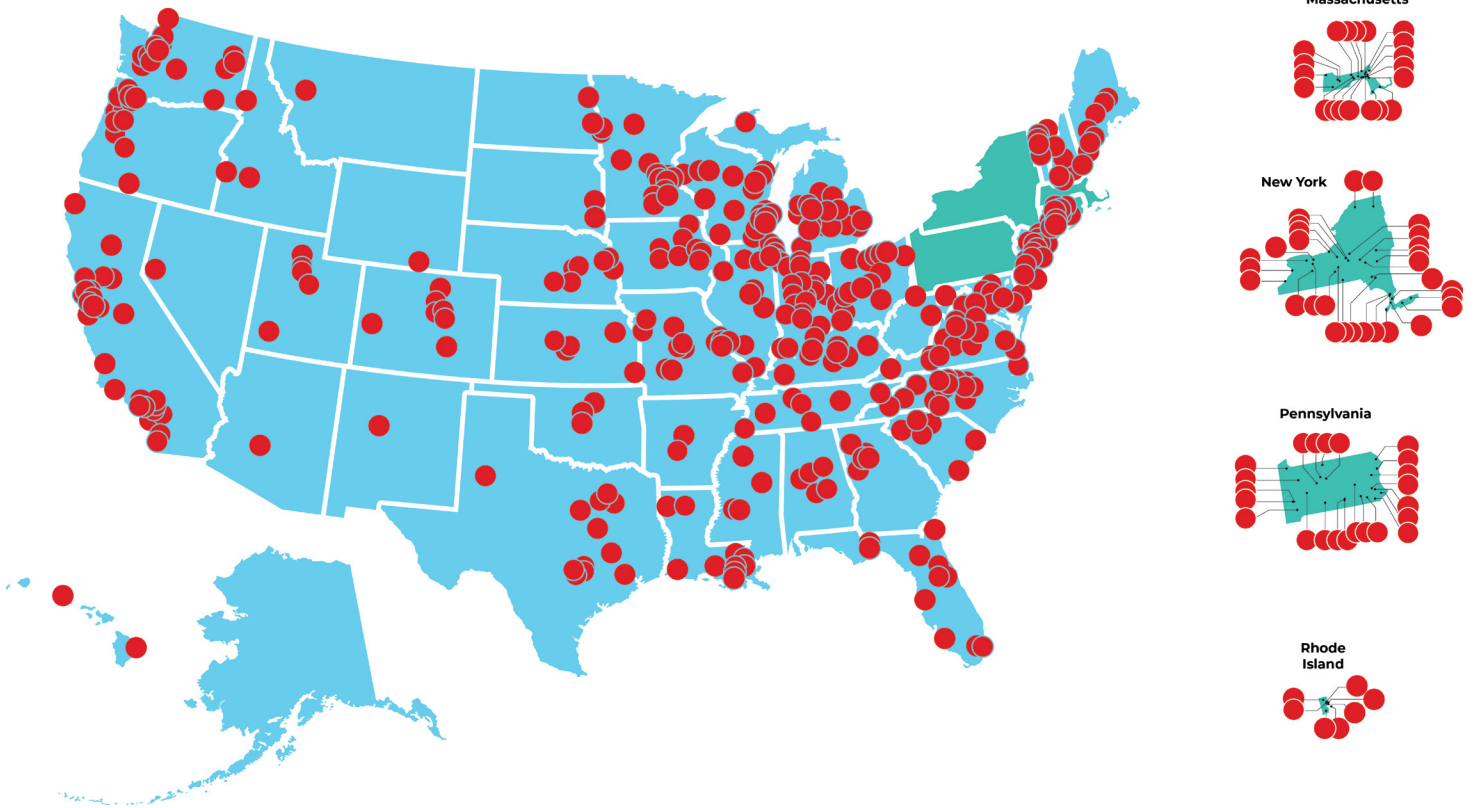 Massachusetts
New York
Pennsylvania
Rhode
Island